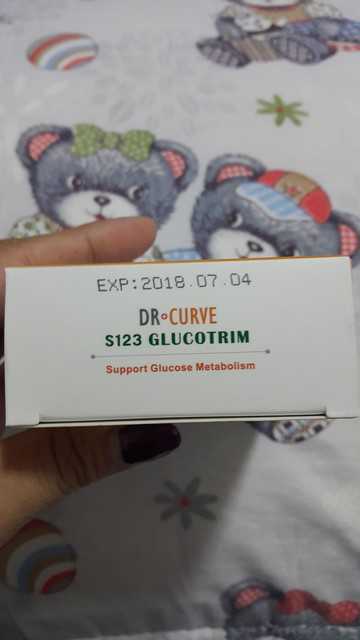 EXP:2018.07.04
DR•CURVE
S123 GLUCOTRIM
Support Glucose Metabolism